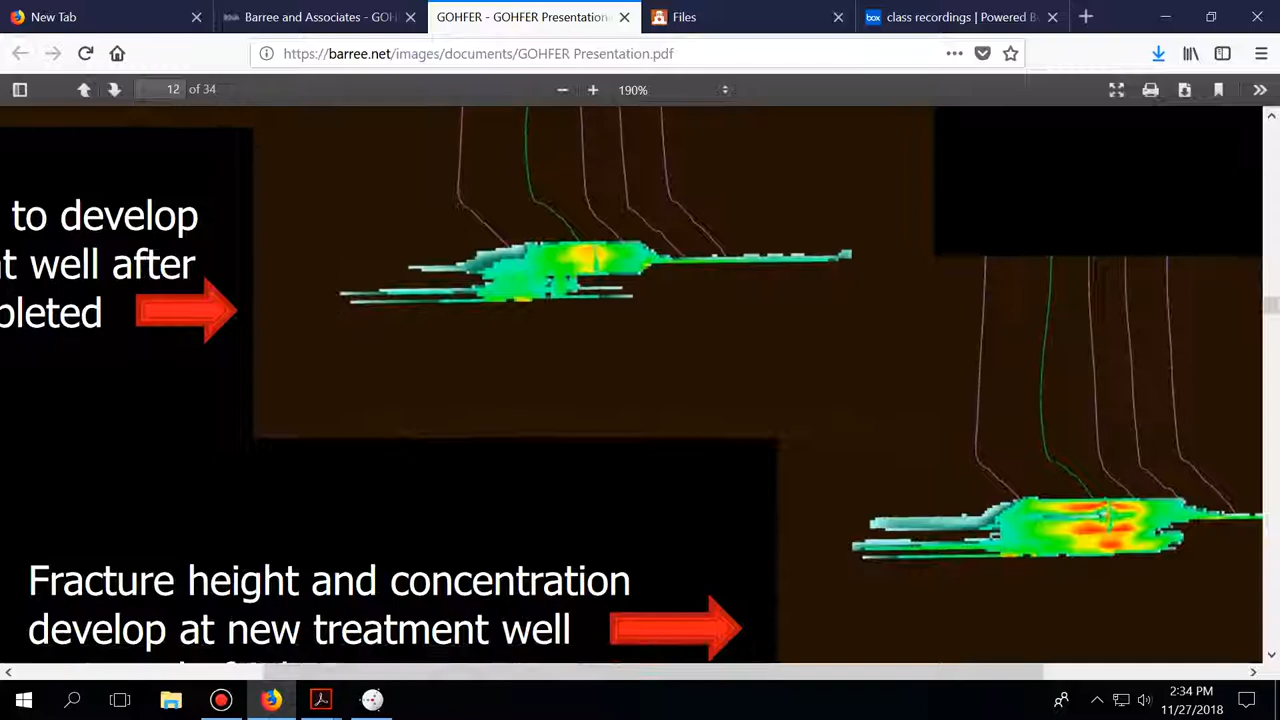 New Tab
Barree and Associates - GOH
GOHFER - GOHFER Presentation
Files
class recordings | Powered B
https://barree.net/images/documents/GOHFER Presentation.pdf
12 of 34
190%
to develop
t well after
pleted
Fracture height and concentration
develop at new treatment well
2:34 PM
11/27/2018